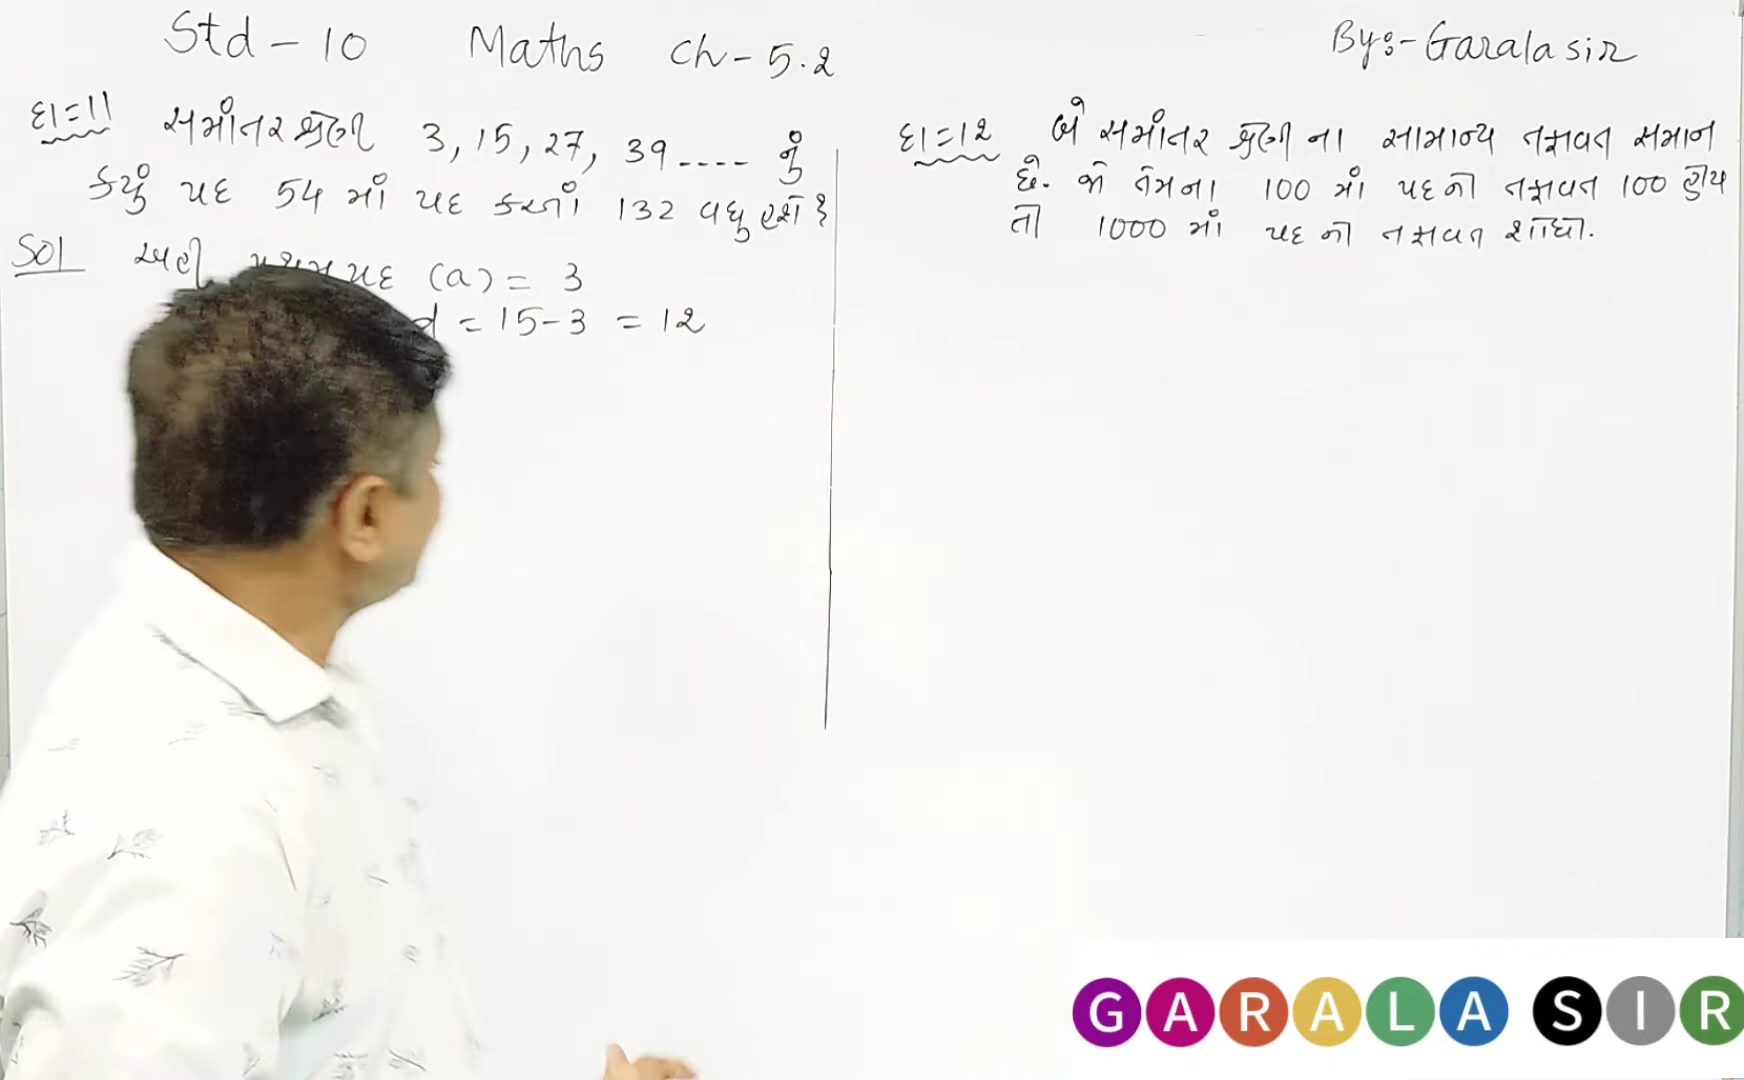 Std - 10 Maths Ch - 5.2
By:- Garala sir
દા=11 સમાંતર શ્રેણી 3, 15, 27, 39 .... નું
કયું પદ 54 માં પદ કરતાં 132 વધુ હશે ?
Sol અહી પ્રથમ પદ (a) = 3
d = 15-3 = 12
દા=12 બે સમાંતર શ્રેણી ના સામાન્ય તફાવત સમાન
છે. જો તેમના 100 માં પદ નો તફાવત 100 હોય
તો 1000 માં પદ નો તફાવત શોધો.
GARALA SIR